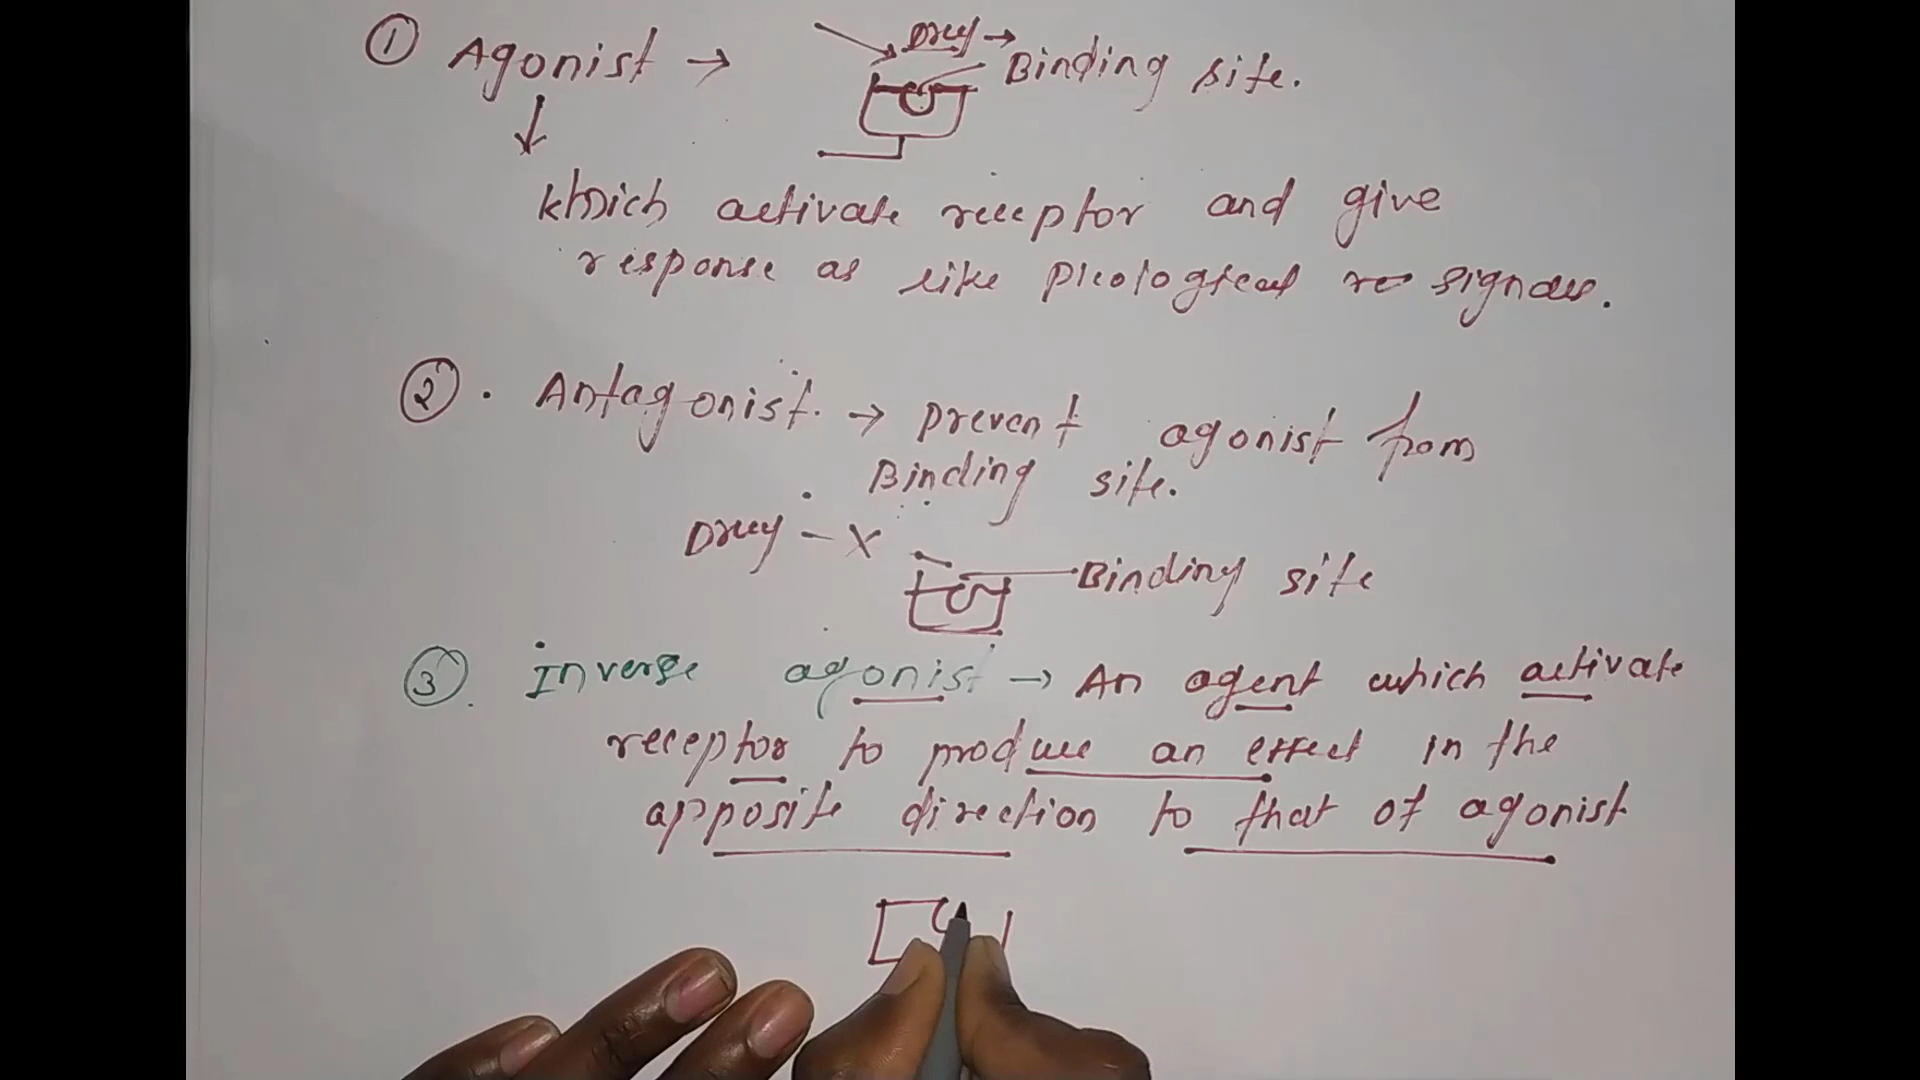 ① Agonist → Drug →
Binding site.
which activate receptor and give
response as like Piological re signals.
② . Antagonist. → prevent agonist from
Binding site.
Drug - X
Binding site
③ . Inverse agonist → An agent which activate
receptor to produce an effect in the
opposite direction to that of agonist